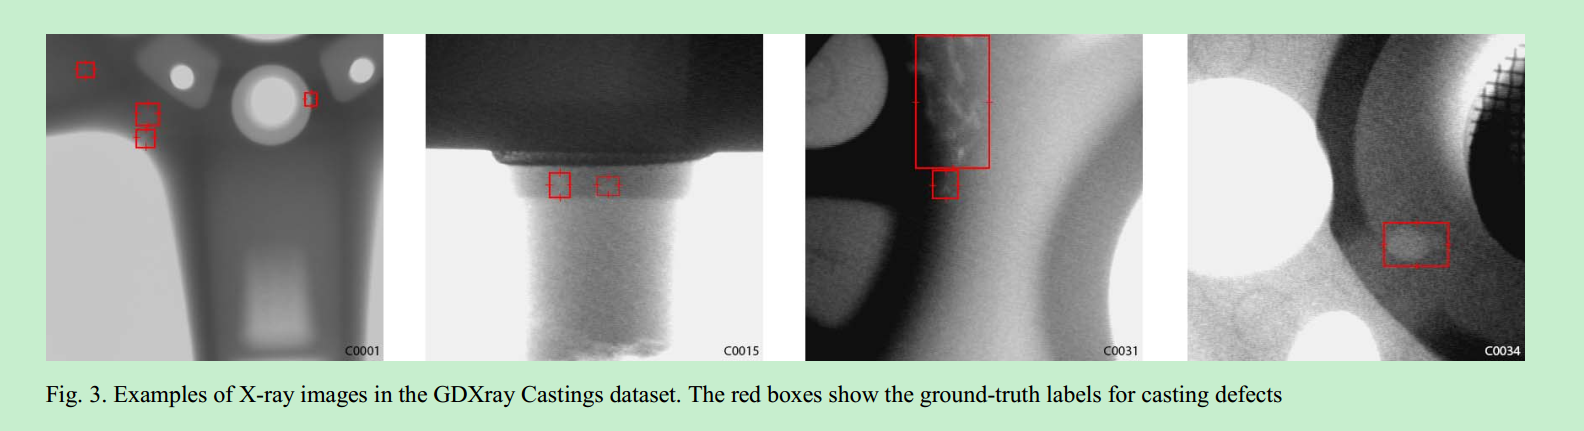 C0001
C0015
C0031
C0034
Fig. 3. Examples of X-ray images in the GDXray Castings dataset. The red boxes show the ground-truth labels for casting defects